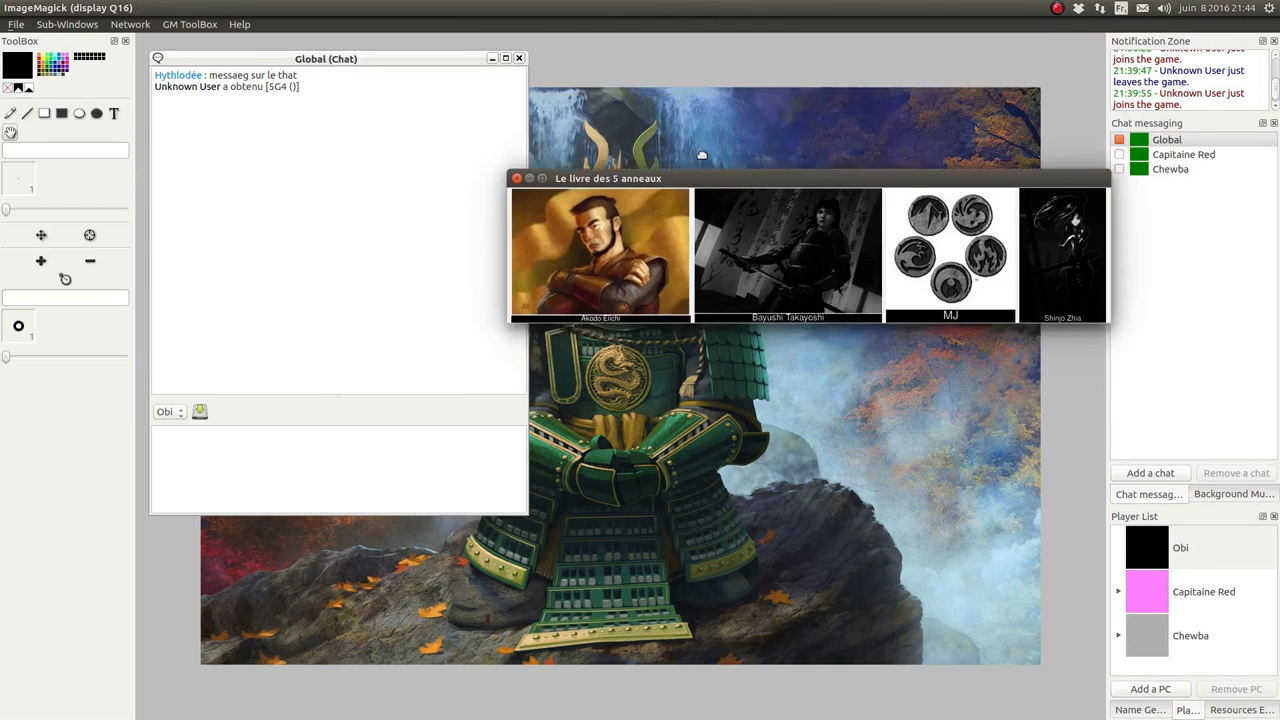 ImageMagick (display Q16)
Fr,
juin 8 2016 21:44
File Sub-Windows Network GM ToolBox Help
ToolBox
1
1
Global (Chat)
Hythlodée : messaeg sur le that
Unknown User a obtenu [5G4 ()]
Obi
Le livre des 5 anneaux
Akodo Eiichi
Bayushi Takayoshi
MJ
Shinjo Zhia
Notification Zone
joins the game.
21:39:47 - Unknown User just
leaves the game.
21:39:55 - Unknown User just
joins the game.
Chat messaging
Global
Capitaine Red
Chewba
Add a chat Remove a chat
Chat messag... Background Mu...
Player List
Obi
Capitaine Red
Chewba
Add a PC Remove PC
Name Ge... Pla... Resources E...